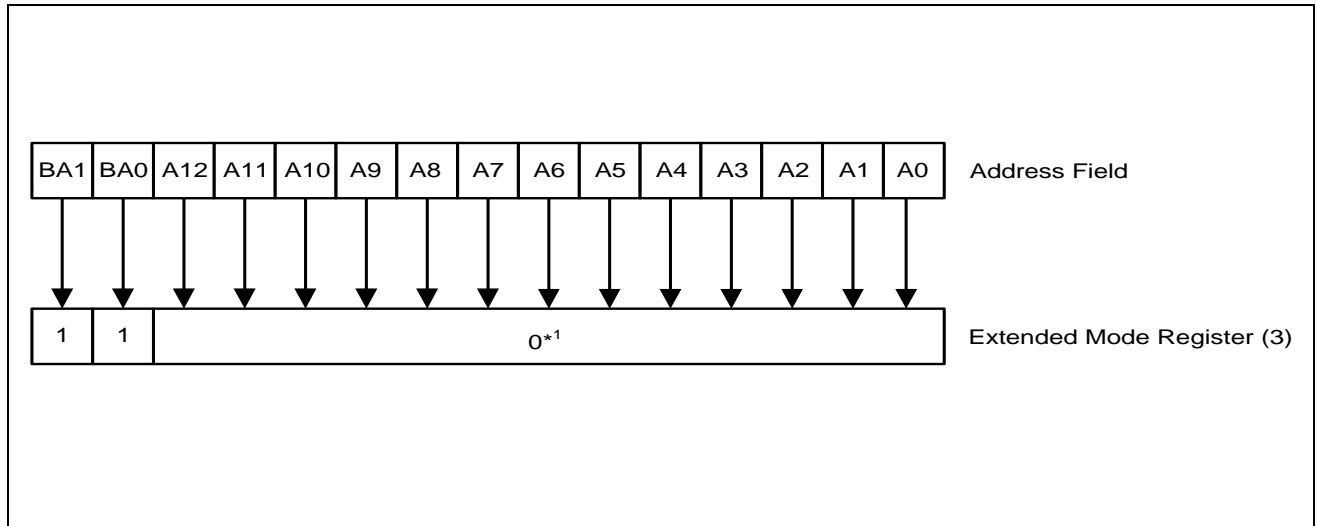 BA1 BA0 A12 A11 A10 A9 A8 A7 A6 A5 A4 A3 A2 A1 A0 Address Field
1 1 0*1 Extended Mode Register (3)